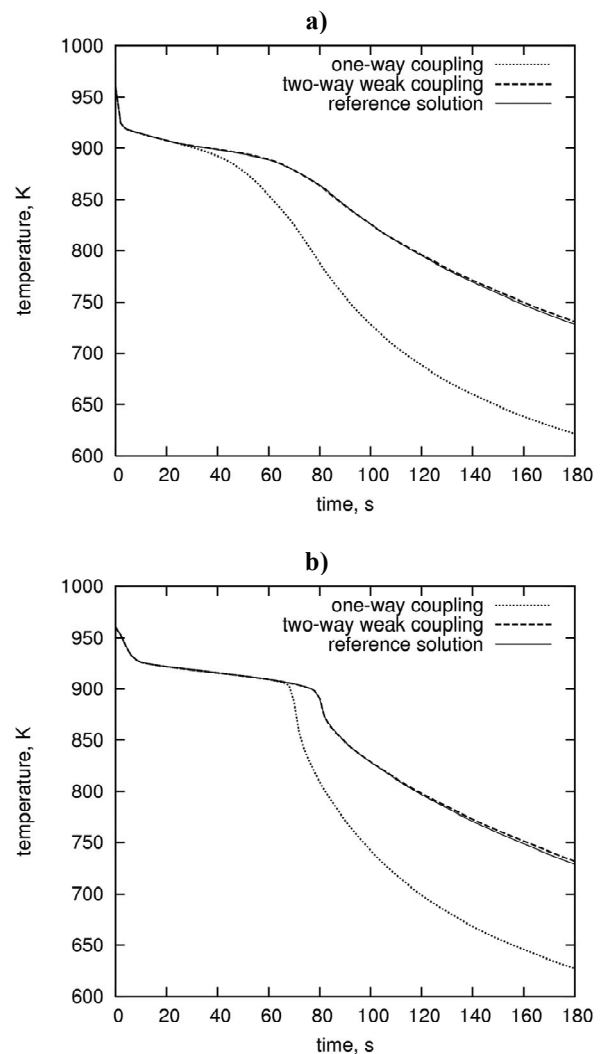 a)
1000
950
900
850
800
750
700
650
600
temperature, K
one-way coupling
two-way weak coupling
reference solution
0 20 40 60 80 100 120 140 160 180
time, s
b)
1000
950
900
850
800
750
700
650
600
temperature, K
one-way coupling
two-way weak coupling
reference solution
0 20 40 60 80 100 120 140 160 180
time, s